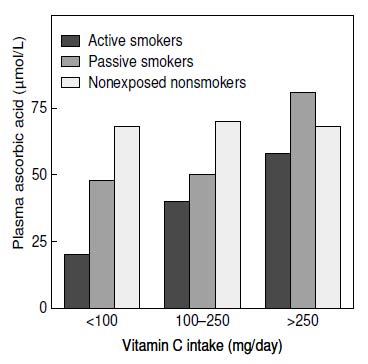 Plasma ascorbic acid (μmol/L)
Active smokers
Passive smokers
Nonexposed nonsmokers
75
50
25
0
<100
100–250
>250
Vitamin C intake (mg/day)